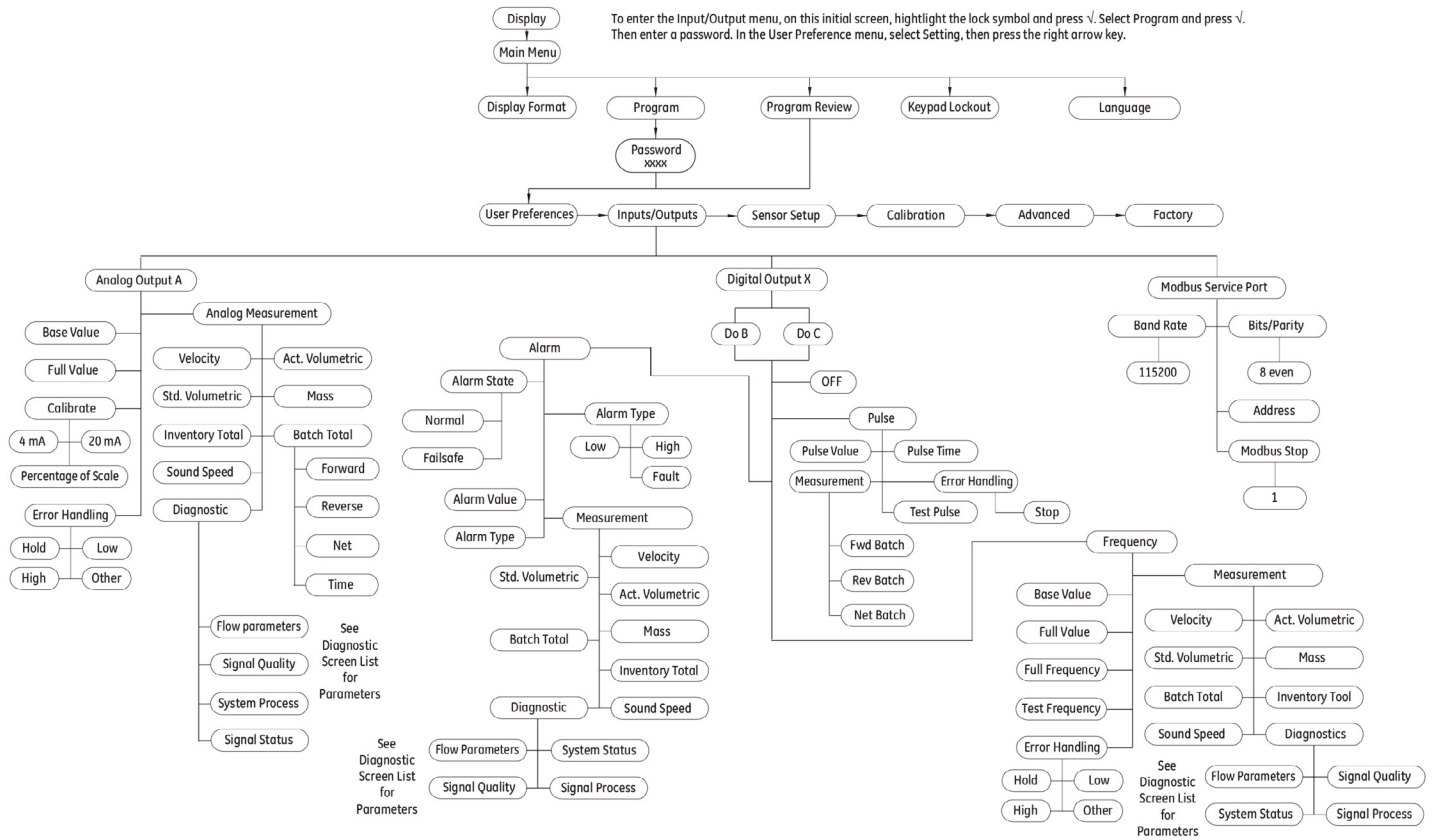 Display
To enter the Input/Output menu, on this initial screen, hightlight the lock symbol and press √. Select Program and press √.
Then enter a password. In the User Preference menu, select Setting, then press the right arrow key.
Main Menu
Display Format
Program
Program Review
Keypad Lockout
Language
Password
xxxx
User Preferences
Inputs/Outputs
Sensor Setup
Calibration
Advanced
Factory
Analog Output A
Base Value
Full Value
Calibrate
4 mA
20 mA
Percentage of Scale
Error Handling
Hold
Low
High
Other
Analog Measurement
Velocity
Act. Volumetric
Std. Volumetric
Mass
Inventory Total
Batch Total
Sound Speed
Forward
Reverse
Net
Time
Diagnostic
Flow parameters
Signal Quality
System Process
Signal Status
See
Diagnostic
Screen List
for
Parameters
Digital Output X
Do B
Do C
OFF
Alarm
Alarm State
Normal
Failsafe
Alarm Type
Low
High
Fault
Alarm Value
Alarm Type
Measurement
Velocity
Std. Volumetric
Act. Volumetric
Mass
Batch Total
Inventory Total
Sound Speed
Diagnostic
Flow Parameters
System Status
Signal Quality
Signal Process
See
Diagnostic
Screen List
for
Parameters
Pulse
Pulse Value
Pulse Time
Measurement
Error Handling
Test Pulse
Stop
Fwd Batch
Rev Batch
Net Batch
Frequency
Base Value
Full Value
Full Frequency
Test Frequency
Error Handling
Hold
Low
High
Other
Measurement
Velocity
Act. Volumetric
Std. Volumetric
Mass
Batch Total
Inventory Tool
Sound Speed
Diagnostics
Flow Parameters
Signal Quality
System Status
Signal Process
See
Diagnostic
Screen List
for
Parameters
Modbus Service Port
Band Rate
Bits/Parity
115200
8 even
Address
Modbus Stop
1